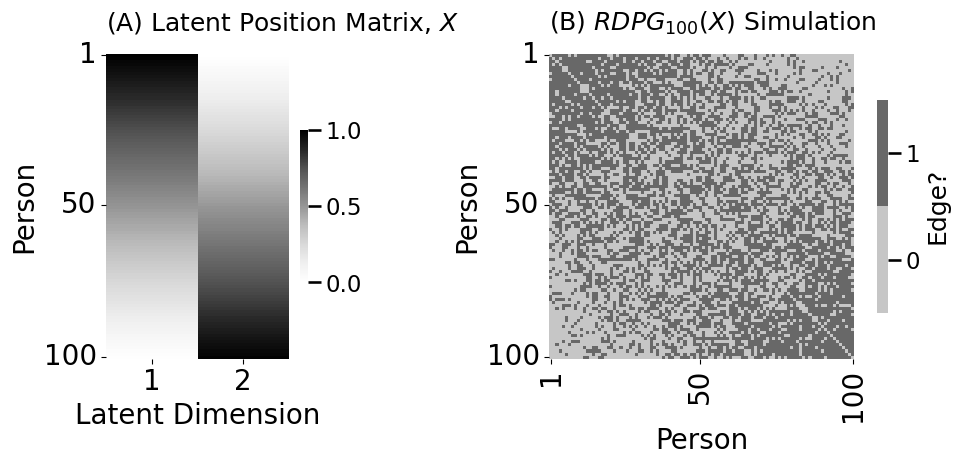 (A) Latent Position Matrix, X
1
50
100
Person
1 2
Latent Dimension
1.0
0.5
0.0
(B) RDPG₁₀₀(X) Simulation
1
50
100
Person
1 50 100
Person
1
0
Edge?